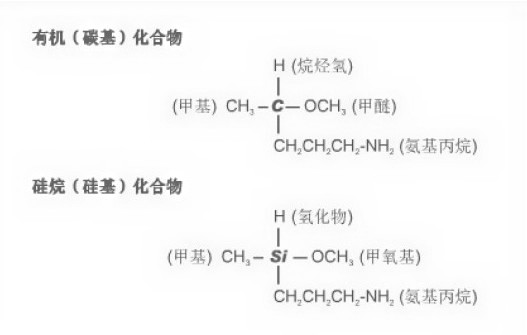 有机（碳基）化合物
H (烷烃氢)
(甲基) CH₃–C–OCH₃ (甲醚)
CH₂CH₂CH₂-NH₂ (氨基丙烷)
硅烷（硅基）化合物
H (氢化物)
(甲基) CH₃–Si–OCH₃ (甲氧基)
CH₂CH₂CH₂-NH₂ (氨基丙烷)